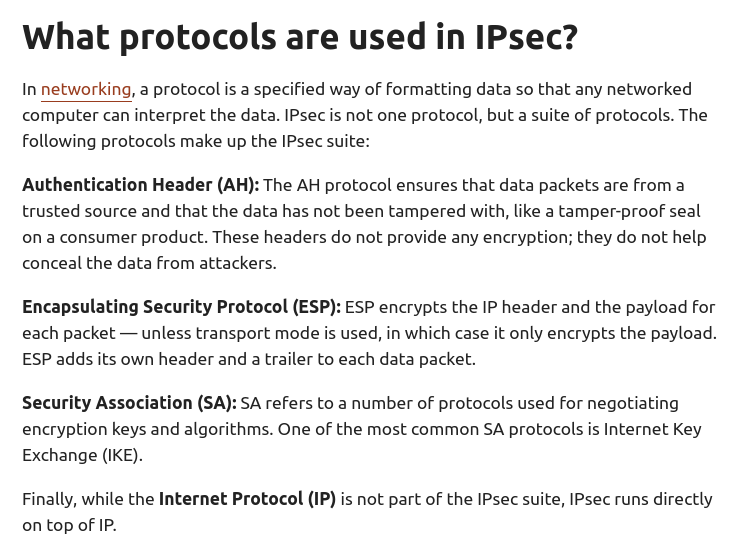 What protocols are used in IPsec?
In networking, a protocol is a specified way of formatting data so that any networked
computer can interpret the data. IPsec is not one protocol, but a suite of protocols. The
following protocols make up the IPsec suite:
Authentication Header (AH): The AH protocol ensures that data packets are from a
trusted source and that the data has not been tampered with, like a tamper-proof seal
on a consumer product. These headers do not provide any encryption; they do not help
conceal the data from attackers.
Encapsulating Security Protocol (ESP): ESP encrypts the IP header and the payload for
each packet — unless transport mode is used, in which case it only encrypts the payload.
ESP adds its own header and a trailer to each data packet.
Security Association (SA): SA refers to a number of protocols used for negotiating
encryption keys and algorithms. One of the most common SA protocols is Internet Key
Exchange (IKE).
Finally, while the Internet Protocol (IP) is not part of the IPsec suite, IPsec runs directly
on top of IP.